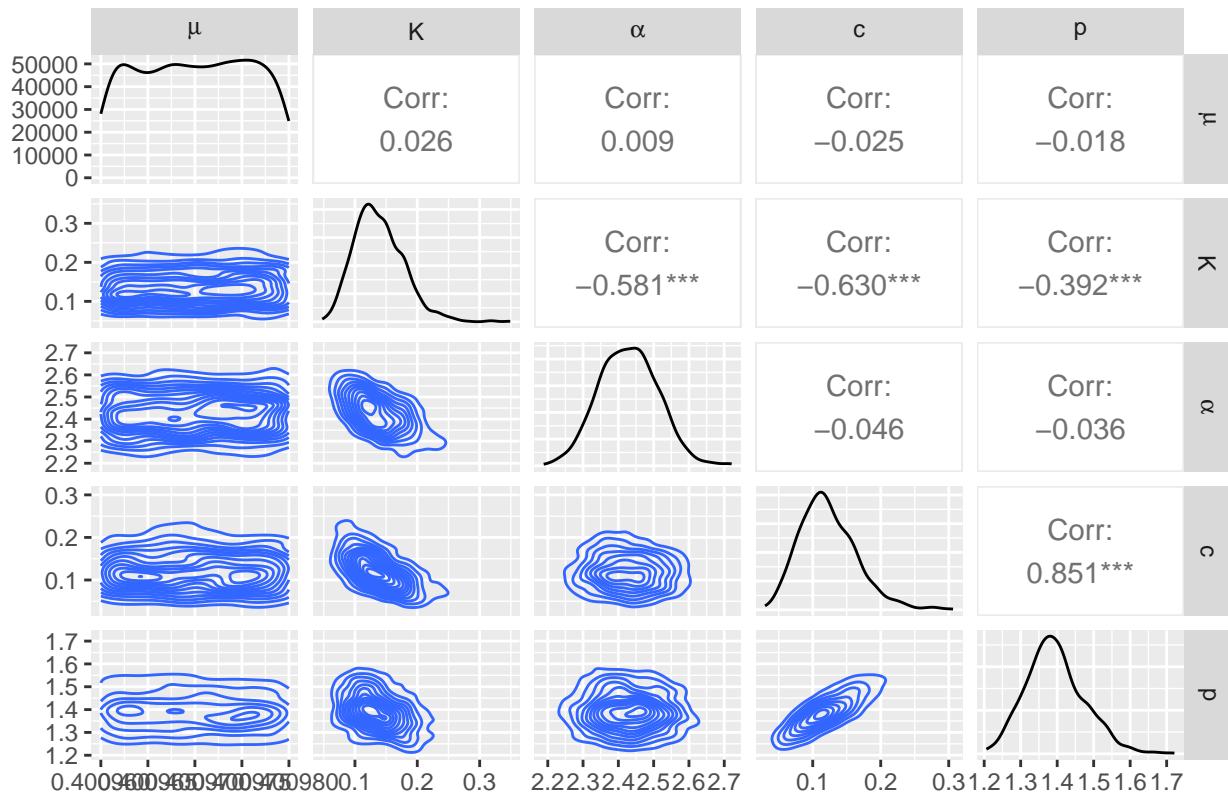 μ K α c p
50000
40000
30000
20000
10000
0
Corr:
0.026
Corr:
0.009
Corr:
−0.025
Corr:
−0.018
μ
0.3
0.2
0.1
Corr:
−0.581***
Corr:
−0.630***
Corr:
−0.392***
K
2.7
2.6
2.5
2.4
2.3
2.2
Corr:
−0.046
Corr:
−0.036
α
0.3
0.2
0.1
Corr:
0.851***
c
1.7
1.6
1.5
1.4
1.3
1.2
p
0.1 0.2 0.3
2.2 2.3 2.4 2.5 2.6 2.7
0.1 0.2 0.3
1.2 1.3 1.4 1.5 1.6 1.7